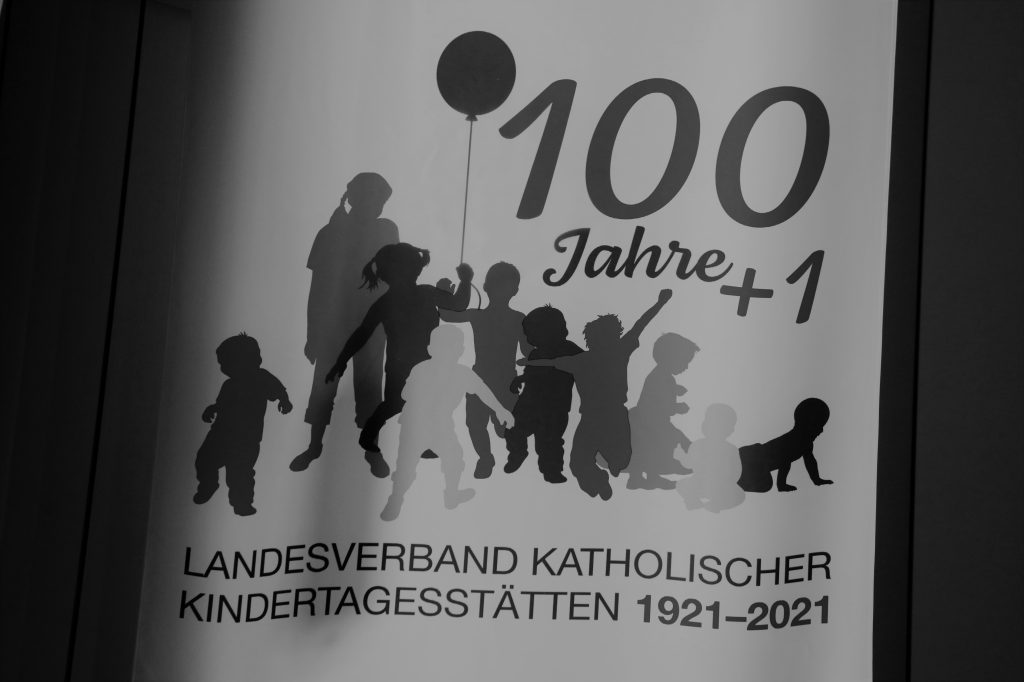 100
Jahre +1
LANDESVERBAND KATHOLISCHER
KINDERTAGESSTÄTTEN 1921–2021